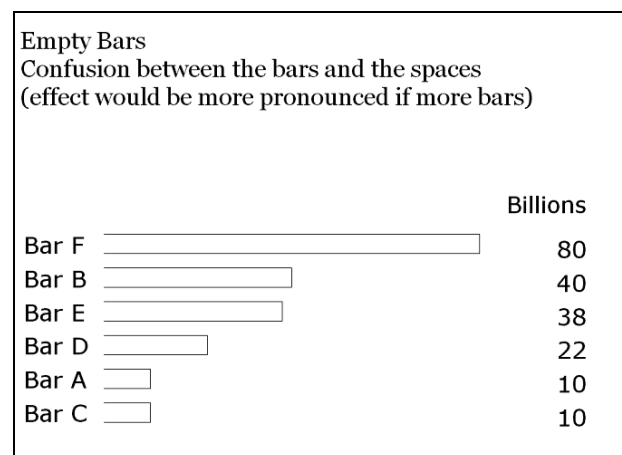 Empty Bars
Confusion between the bars and the spaces
(effect would be more pronounced if more bars)
Billions
Bar F 80
Bar B 40
Bar E 38
Bar D 22
Bar A 10
Bar C 10